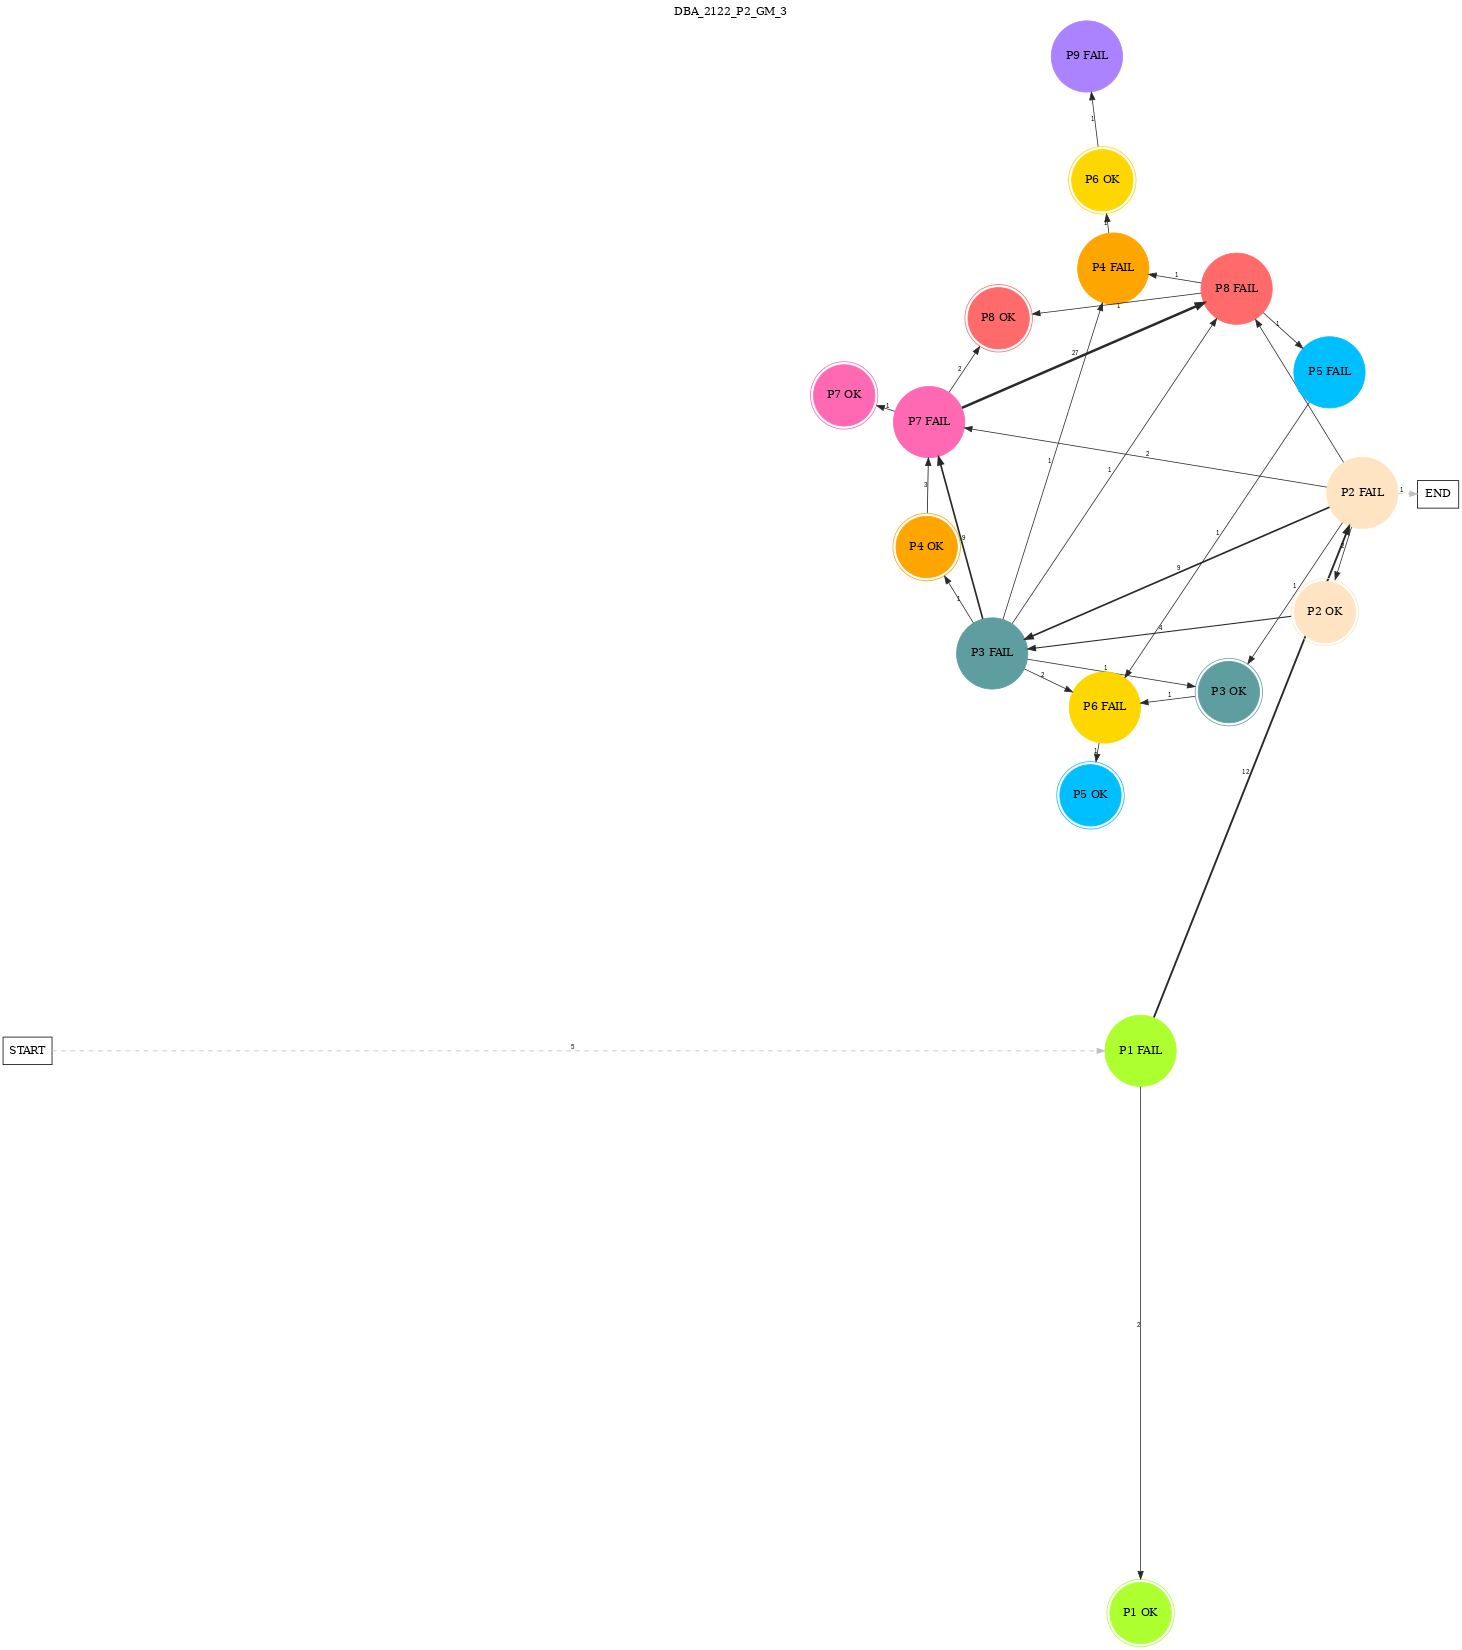 DBA_2122_P2_GM_3
P9 FAIL
1
P6 OK
P4 FAIL
1
P8 FAIL
P8 OK
1
1
27
P5 FAIL
2
P7 OK
1
P7 FAIL
2
1
1
3
P2 FAIL
1
END
P4 OK
9
1
9
1
1
P2 OK
4
P3 FAIL
1
2
P3 OK
1
P6 FAIL
1
P5 OK
12
START
5
P1 FAIL
2
P1 OK